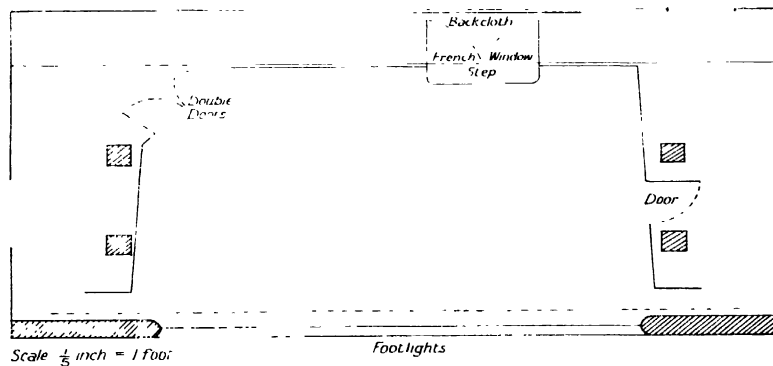 Backcloth
French Window
Step
Double
Doors
Door
Footlights
Scale 1/5 inch = 1 foot